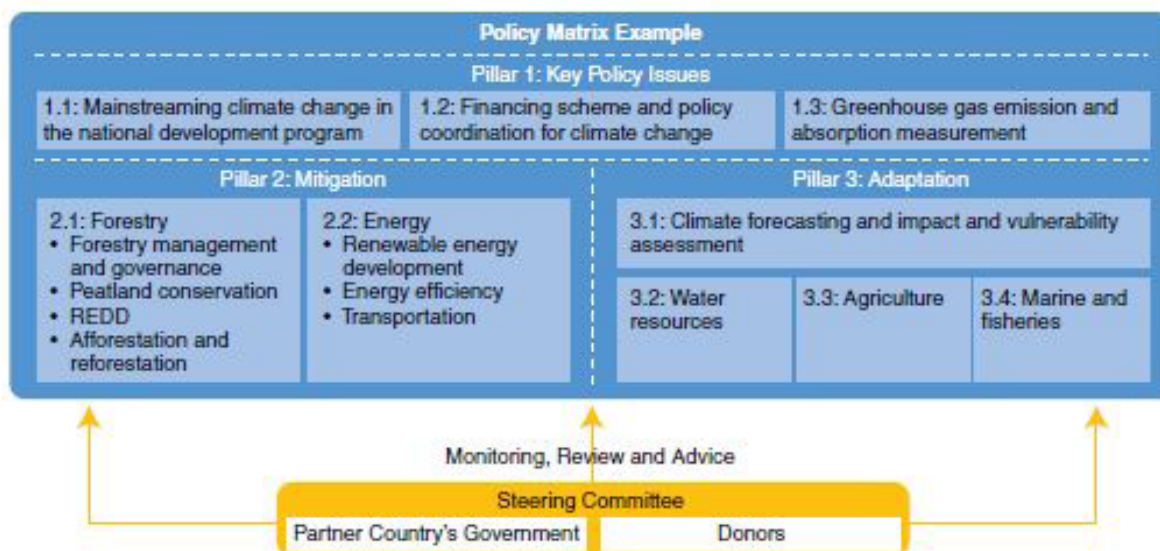 Policy Matrix Example
Pillar 1: Key Policy Issues
1.1: Mainstreaming climate change in
the national development program
1.2: Financing scheme and policy
coordination for climate change
1.3: Greenhouse gas emission and
absorption measurement
Pillar 2: Mitigation
2.1: Forestry
• Forestry management
and governance
• Peatland conservation
• REDD
• Afforestation and
reforestation
2.2: Energy
• Renewable energy
development
• Energy efficiency
• Transportation
Pillar 3: Adaptation
3.1: Climate forecasting and impact and vulnerability
assessment
3.2: Water
resources
3.3: Agriculture
3.4: Marine and
fisheries
Monitoring, Review and Advice
Steering Committee
Partner Country's Government
Donors